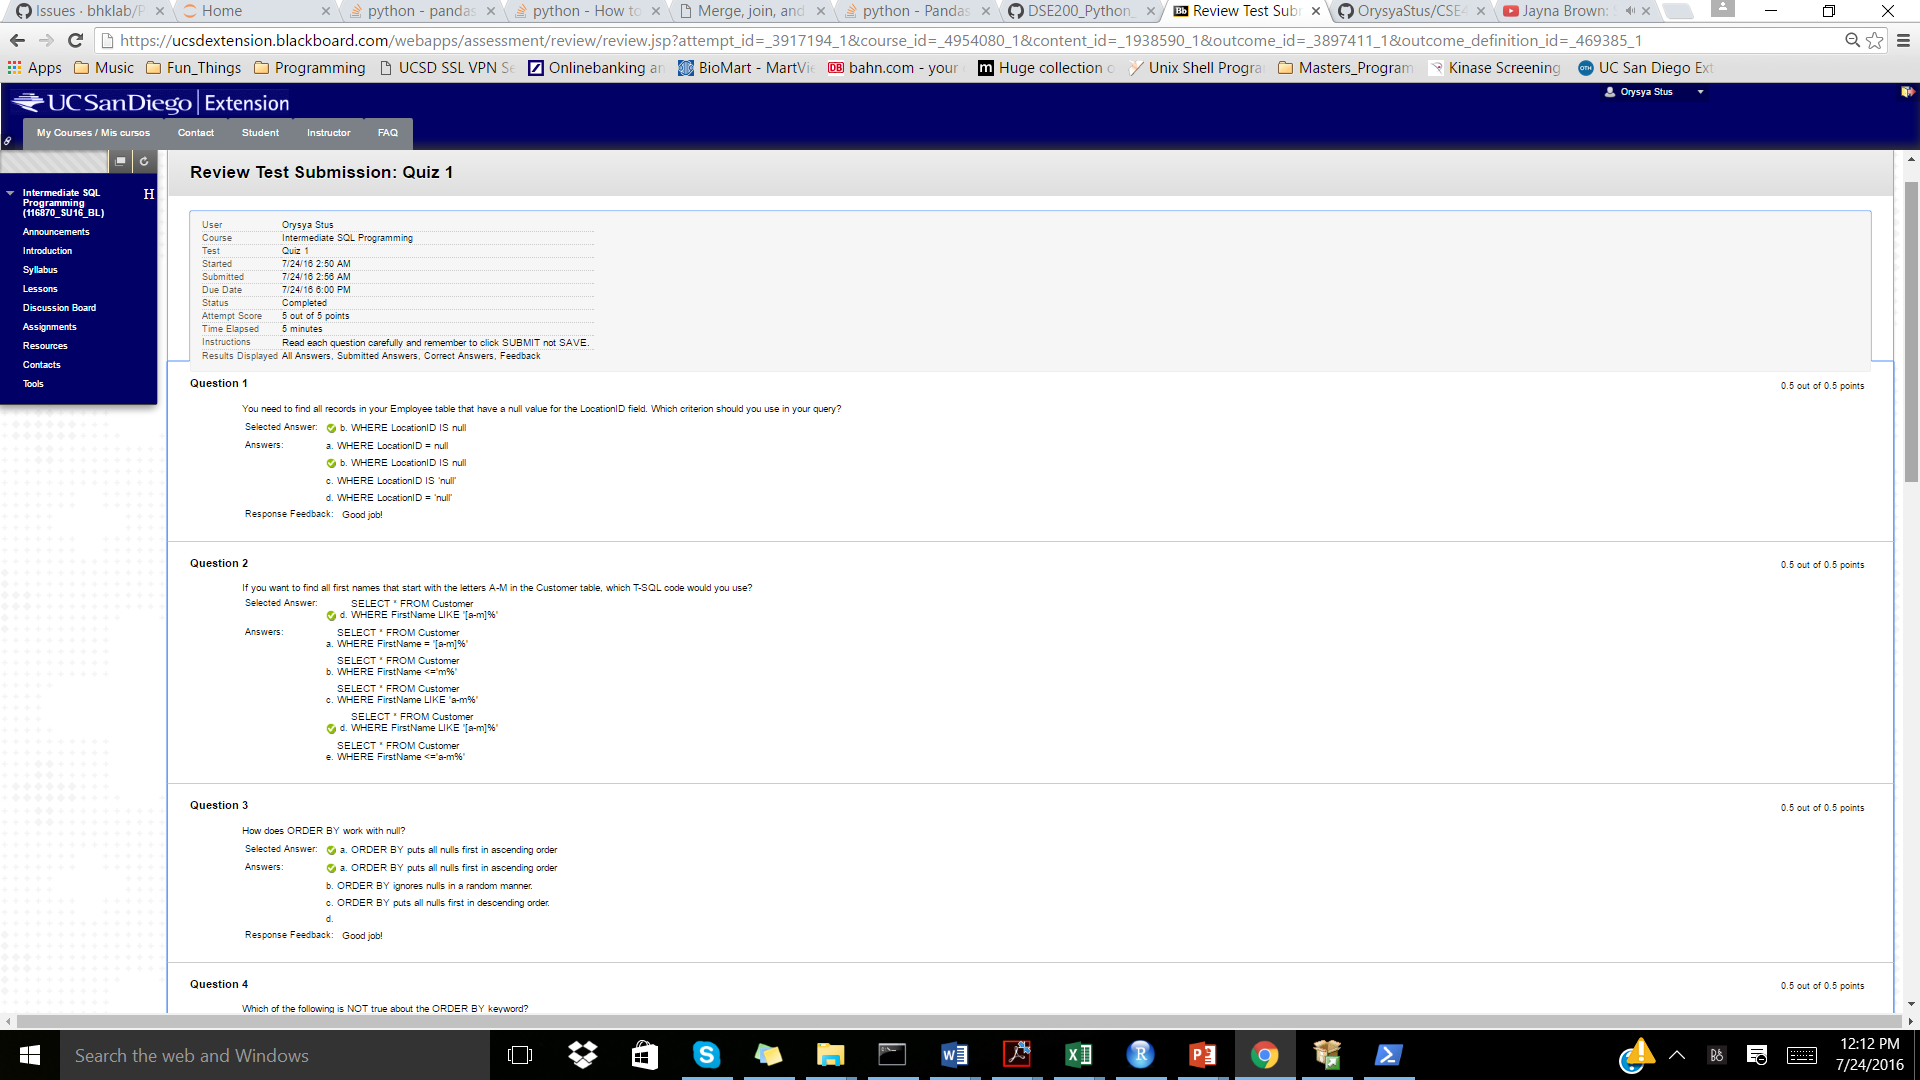 Issues · bhklab/P
Home
python - pandas
python - How to
Merge, join, and
python - Pandas
DSE200_Python_
Review Test Subm
OrysyaStus/CSE4
Jayna Brown:
https://ucsdextension.blackboard.com/webapps/assessment/review/review.jsp?attempt_id=_3917194_1&course_id=_4954080_1&content_id=_1938590_1&outcome_id=_3897411_1&outcome_definition_id=_469385_1
Apps Music Fun_Things Programming UCSD SSL VPN Se Onlinebanking an BioMart - MartVie bahn.com - your Huge collection o Unix Shell Progra Masters_Program Kinase Screening UC San Diego Ext
UC San Diego Extension
Orysya Stus
My Courses / Mis cursos Contact Student Instructor FAQ
Intermediate SQL
Programming
(116870_SU16_BL)
H
Announcements
Introduction
Syllabus
Lessons
Discussion Board
Assignments
Resources
Contacts
Tools
Review Test Submission: Quiz 1
User Orysya Stus
Course Intermediate SQL Programming
Test Quiz 1
Started 7/24/16 2:50 AM
Submitted 7/24/16 2:56 AM
Due Date 7/24/16 6:00 PM
Status Completed
Attempt Score 5 out of 5 points
Time Elapsed 5 minutes
Instructions Read each question carefully and remember to click SUBMIT not SAVE.
Results Displayed All Answers, Submitted Answers, Correct Answers, Feedback
Question 1
0.5 out of 0.5 points
You need to find all records in your Employee table that have a null value for the LocationID field. Which criterion should you use in your query?
Selected Answer: b. WHERE LocationID IS null
Answers: a. WHERE LocationID = null
b. WHERE LocationID IS null
c. WHERE LocationID IS 'null'
d. WHERE LocationID = 'null'
Response Feedback: Good job!
Question 2
0.5 out of 0.5 points
If you want to find all first names that start with the letters A-M in the Customer table, which T-SQL code would you use?
Selected Answer: SELECT * FROM Customer
d. WHERE FirstName LIKE '[a-m]%'
Answers: SELECT * FROM Customer
a. WHERE FirstName = '[a-m]%'
SELECT * FROM Customer
b. WHERE FirstName <='m%'
SELECT * FROM Customer
c. WHERE FirstName LIKE 'a-m%'
SELECT * FROM Customer
d. WHERE FirstName LIKE '[a-m]%'
SELECT * FROM Customer
e. WHERE FirstName <='a-m%'
Question 3
0.5 out of 0.5 points
How does ORDER BY work with null?
Selected Answer: a. ORDER BY puts all nulls first in ascending order
Answers: a. ORDER BY puts all nulls first in ascending order
b. ORDER BY ignores nulls in a random manner.
c. ORDER BY puts all nulls first in descending order.
d.
Response Feedback: Good job!
Question 4
0.5 out of 0.5 points
Which of the following is NOT true about the ORDER BY keyword?
Search the web and Windows
12:12 PM
7/24/2016